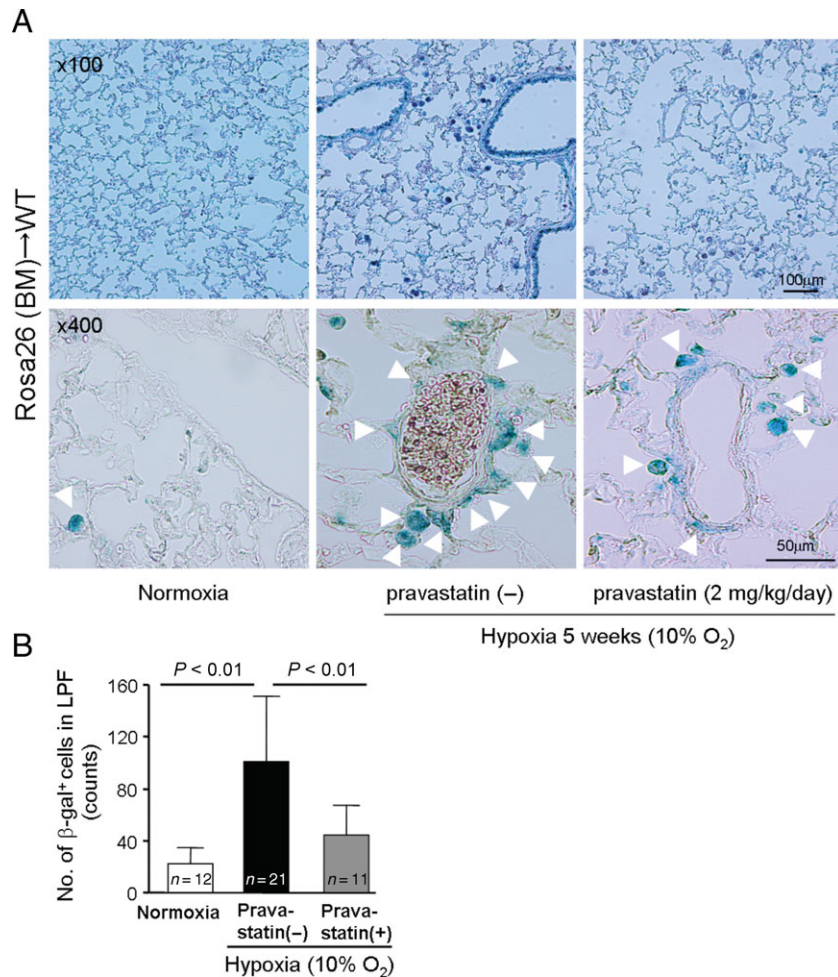 A
Rosa26 (BM)→WT
x100
100μm
x400
50μm
Normoxia
pravastatin (–)
pravastatin (2 mg/kg/day)
Hypoxia 5 weeks (10% O₂)
B
No. of β-gal⁺ cells in LPF
(counts)
P < 0.01
P < 0.01
160
120
80
40
0
n = 12
n = 21
n = 11
Normoxia
Prava-
statin(–)
Prava-
statin(+)
Hypoxia (10% O₂)